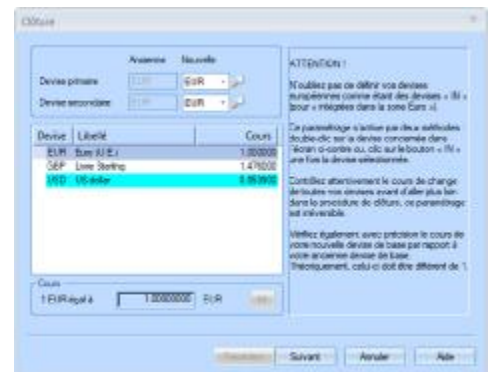 Clôture
Ancienne Nouvelle
Devise primaire EUR EUR
Devise secondaire EUR EUR
Devise Libellé Cours
EUR Euro (U.E.) 1.000000
GBP Livre Sterling 1.476000
USD US dollar
Cours
1 EUR égal à 1.00000000 EUR
ATTENTION !
N'oubliez pas de définir vos devises
européennes comme étant des devises « IN »
(pour « intégrées dans la zone Euro »).
Ce paramétrage s'active par deux méthodes :
double-clic sur la devise concernée dans
l'écran ci-contre ou, clic sur le bouton « IN »
une fois la devise sélectionnée.
Contrôlez attentivement le cours de change
de toutes vos devises avant d'aller plus loin
dans la procédure de clôture, ce paramétrage
est irréversible.
Vérifiez également avec précision le cours de
votre nouvelle devise de base par rapport à
votre ancienne devise de base.
Théoriquement, celui-ci doit être différent de 1.
Suivant Annuler Aide